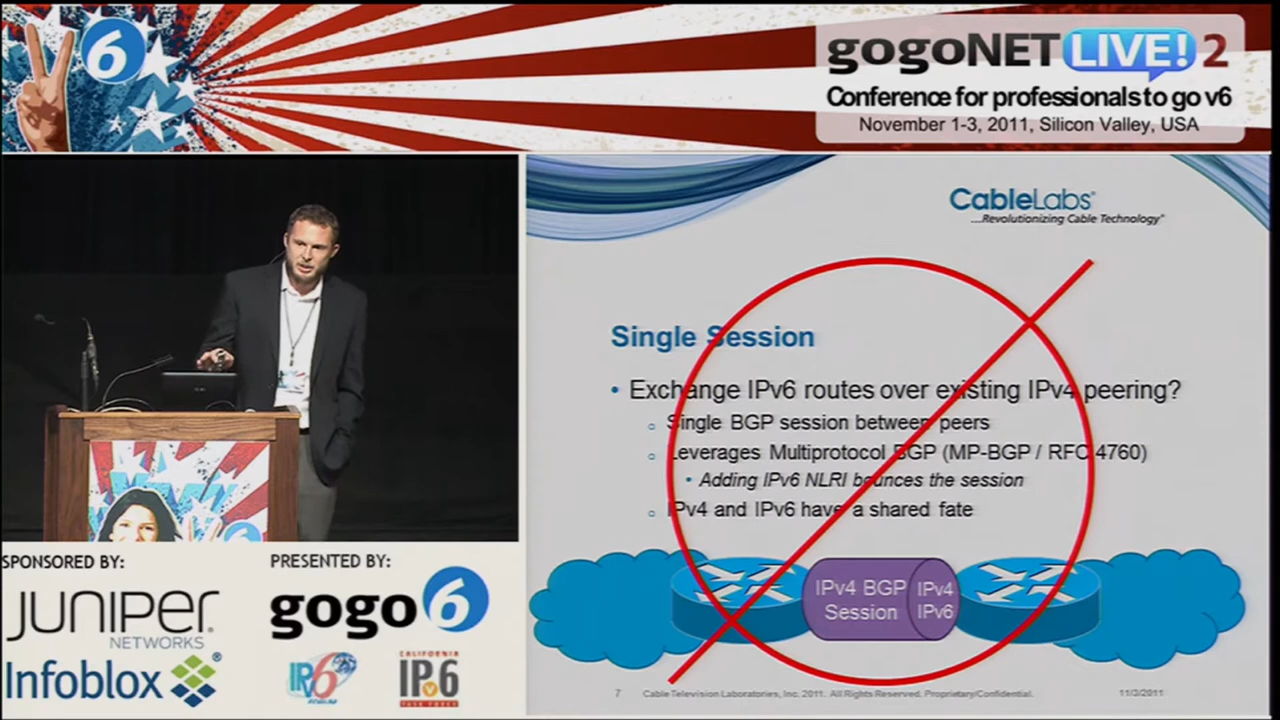 6
gogoNET LIVE! 2
Conference for professionals to go v6
November 1-3, 2011, Silicon Valley, USA
CableLabs®
...Revolutionizing Cable Technology®
Single Session
• Exchange IPv6 routes over existing IPv4 peering?
Single BGP session between peers
Leverages Multiprotocol BGP (MP-BGP / RFC 4760)
• Adding IPv6 NLRI bounces the session
IPv4 and IPv6 have a shared fate
IPv4 BGP Session
IPv4 IPv6
7 Cable Television Laboratories, Inc. 2011. All Rights Reserved. Proprietary/Confidential. 11/3/2011
6
SPONSORED BY:
JUNIPER
NETWORKS
Infoblox ®
PRESENTED BY:
gogo6
IPv6
FORUM
CALIFORNIA
IPv6
TASK FORCE